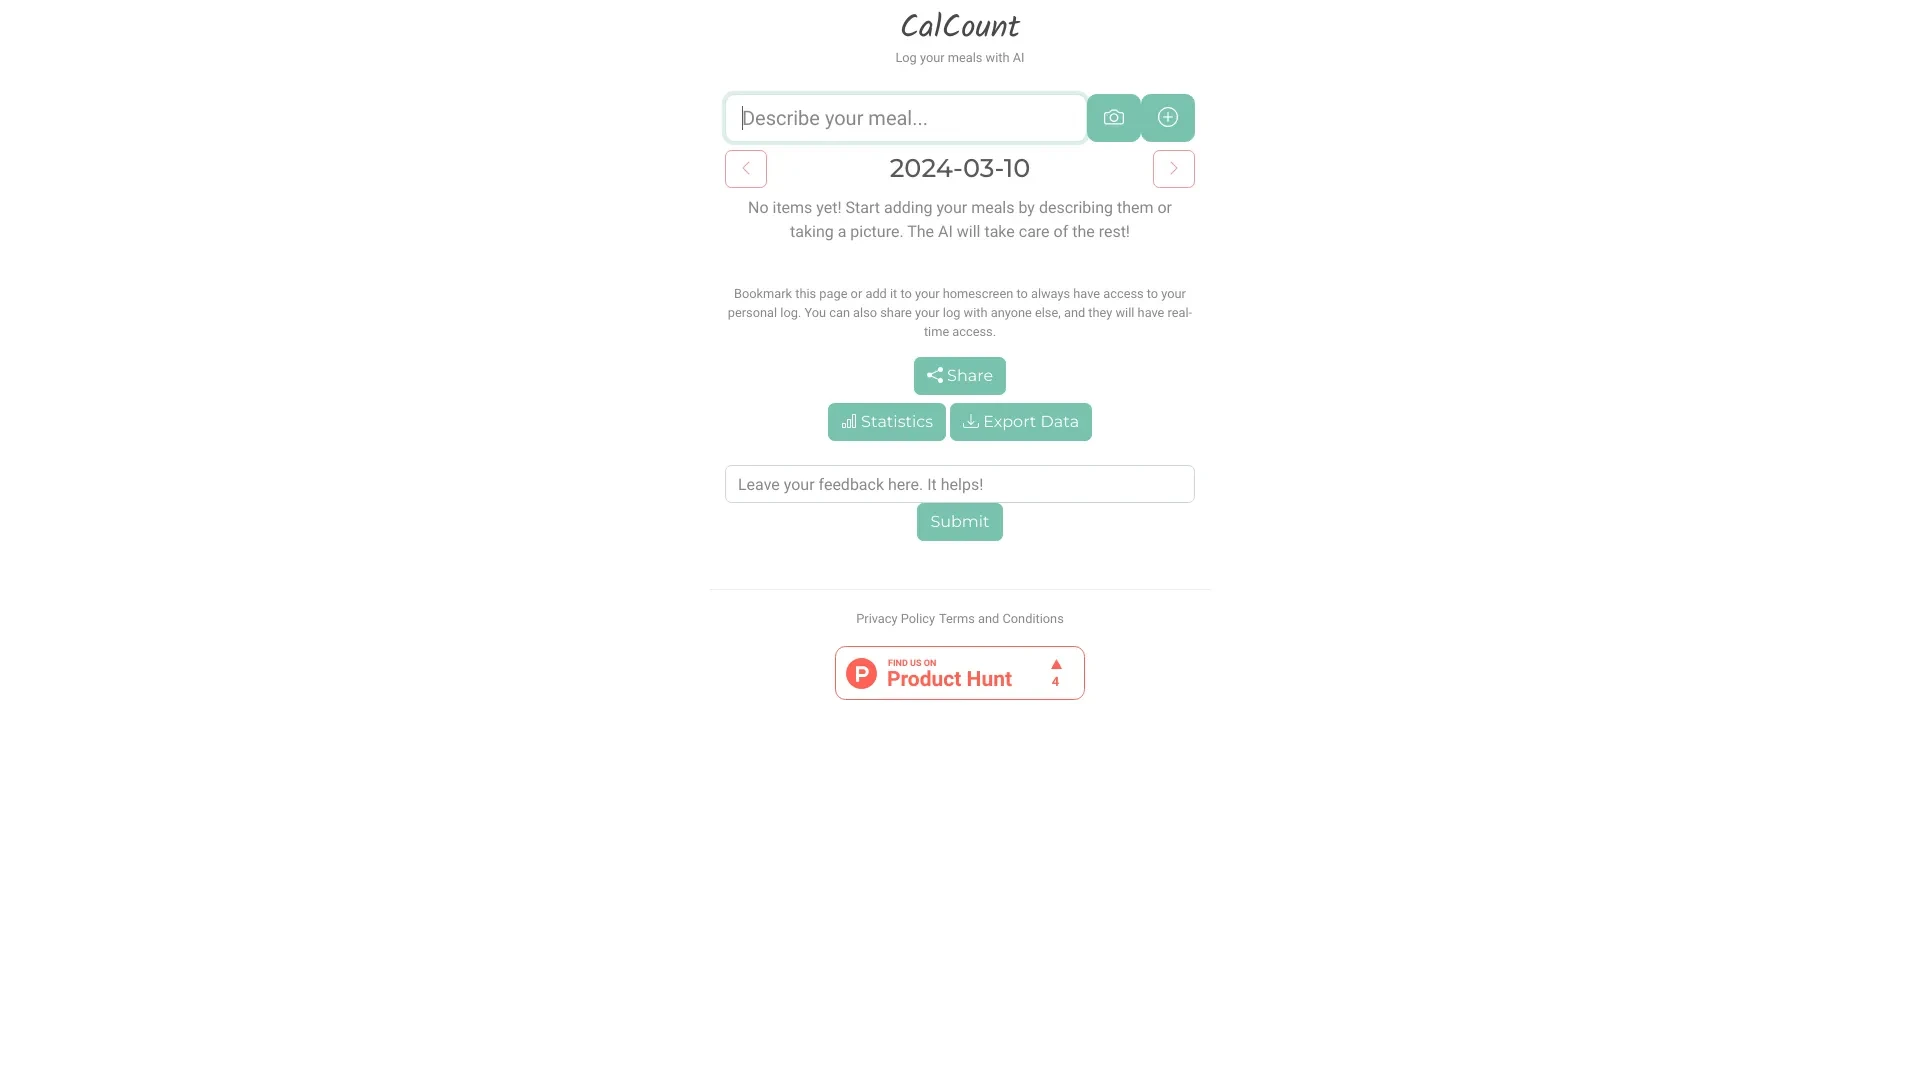 CalCount
Log your meals with AI
Describe your meal...
2024-03-10
No items yet! Start adding your meals by describing them or
taking a picture. The AI will take care of the rest!
Bookmark this page or add it to your homescreen to always have access to your
personal log. You can also share your log with anyone else, and they will have real-
time access.
Share
Statistics Export Data
Leave your feedback here. It helps!
Submit
Privacy Policy Terms and Conditions
P
FIND US ON
Product Hunt
4